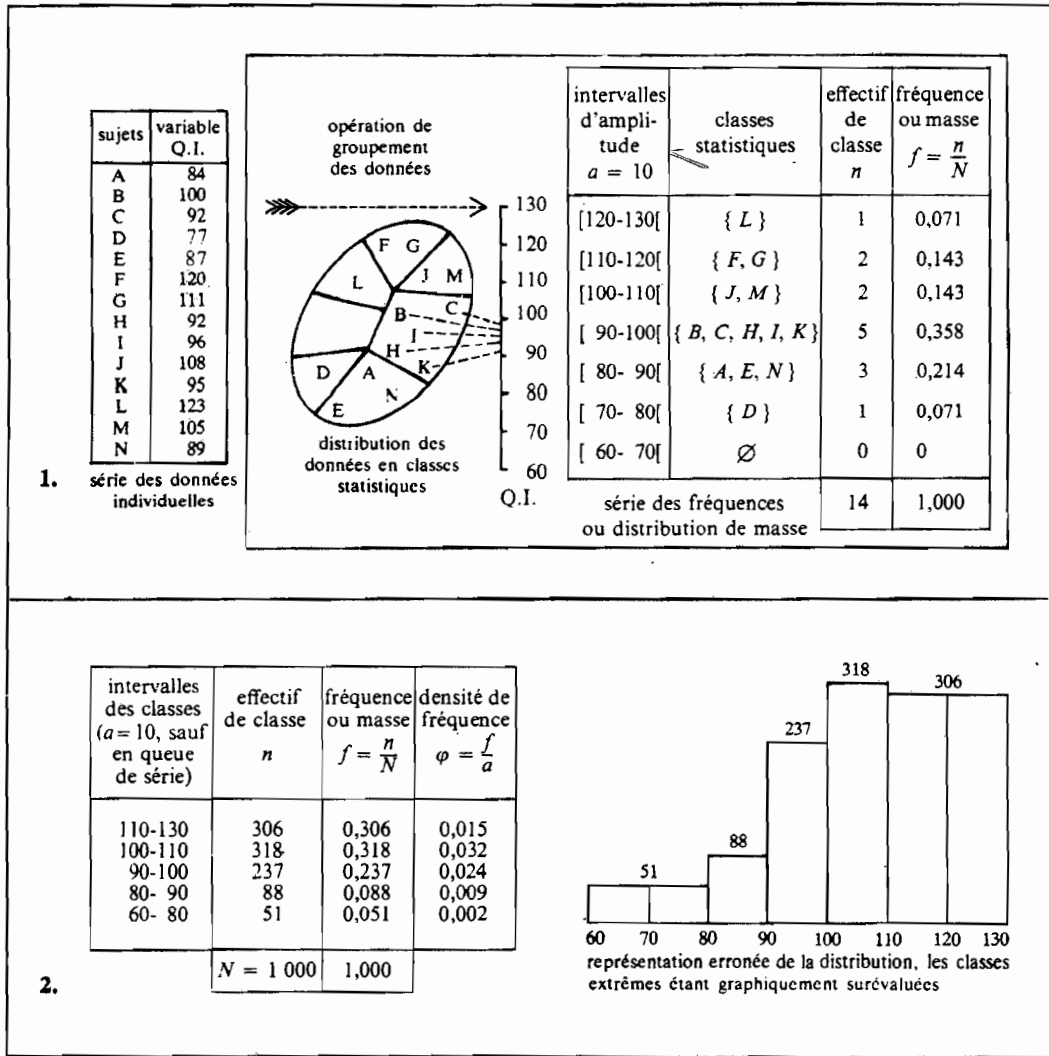 sujets variable
Q.I.
A 84
B 100
C 92
D 77
E 87
F 120
G 111
H 92
I 96
J 108
K 95
L 123
M 105
N 89
1. série des données
individuelles
opération de
groupement
des données
F G
J M
L
C
B
I
H
K
D A
N
E
distribution des
données en classes
statistiques
130
120
110
100
90
80
70
60
Q.I.
intervalles
d'ampli-
tude
a = 10
classes
statistiques
effectif
de
classe
n
fréquence
ou masse
f = n/N
[120-130[ { L } 1 0,071
[110-120[ { F, G } 2 0,143
[100-110[ { J, M } 2 0,143
[ 90-100[ { B, C, H, I, K } 5 0,358
[ 80- 90[ { A, E, N } 3 0,214
[ 70- 80[ { D } 1 0,071
[ 60- 70[ ∅ 0 0
série des fréquences
ou distribution de masse
14 1,000
intervalles
des classes
(a = 10, sauf
en queue
de série)
effectif
de classe
n
fréquence
ou masse
f = n/N
densité de
fréquence
φ = f/a
110-130 306 0,306 0,015
100-110 318 0,318 0,032
90-100 237 0,237 0,024
80- 90 88 0,088 0,009
60- 80 51 0,051 0,002
N = 1 000 1,000
2.
318
306
237
88
51
60 70 80 90 100 110 120 130
représentation erronée de la distribution, les classes
extrêmes étant graphiquement surévaluées